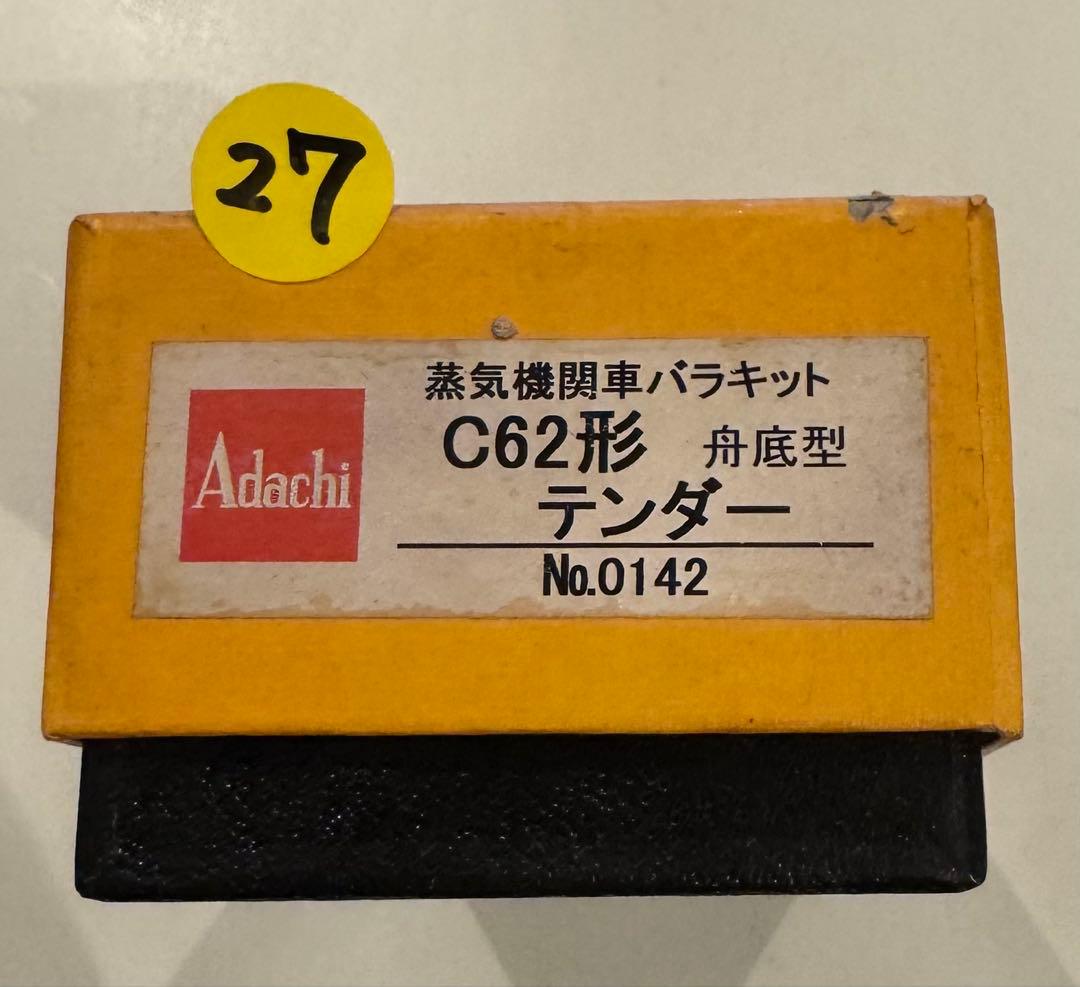 27
Adachi
蒸気機関車バラキット
C62形 舟底型
テンダー
No.0142